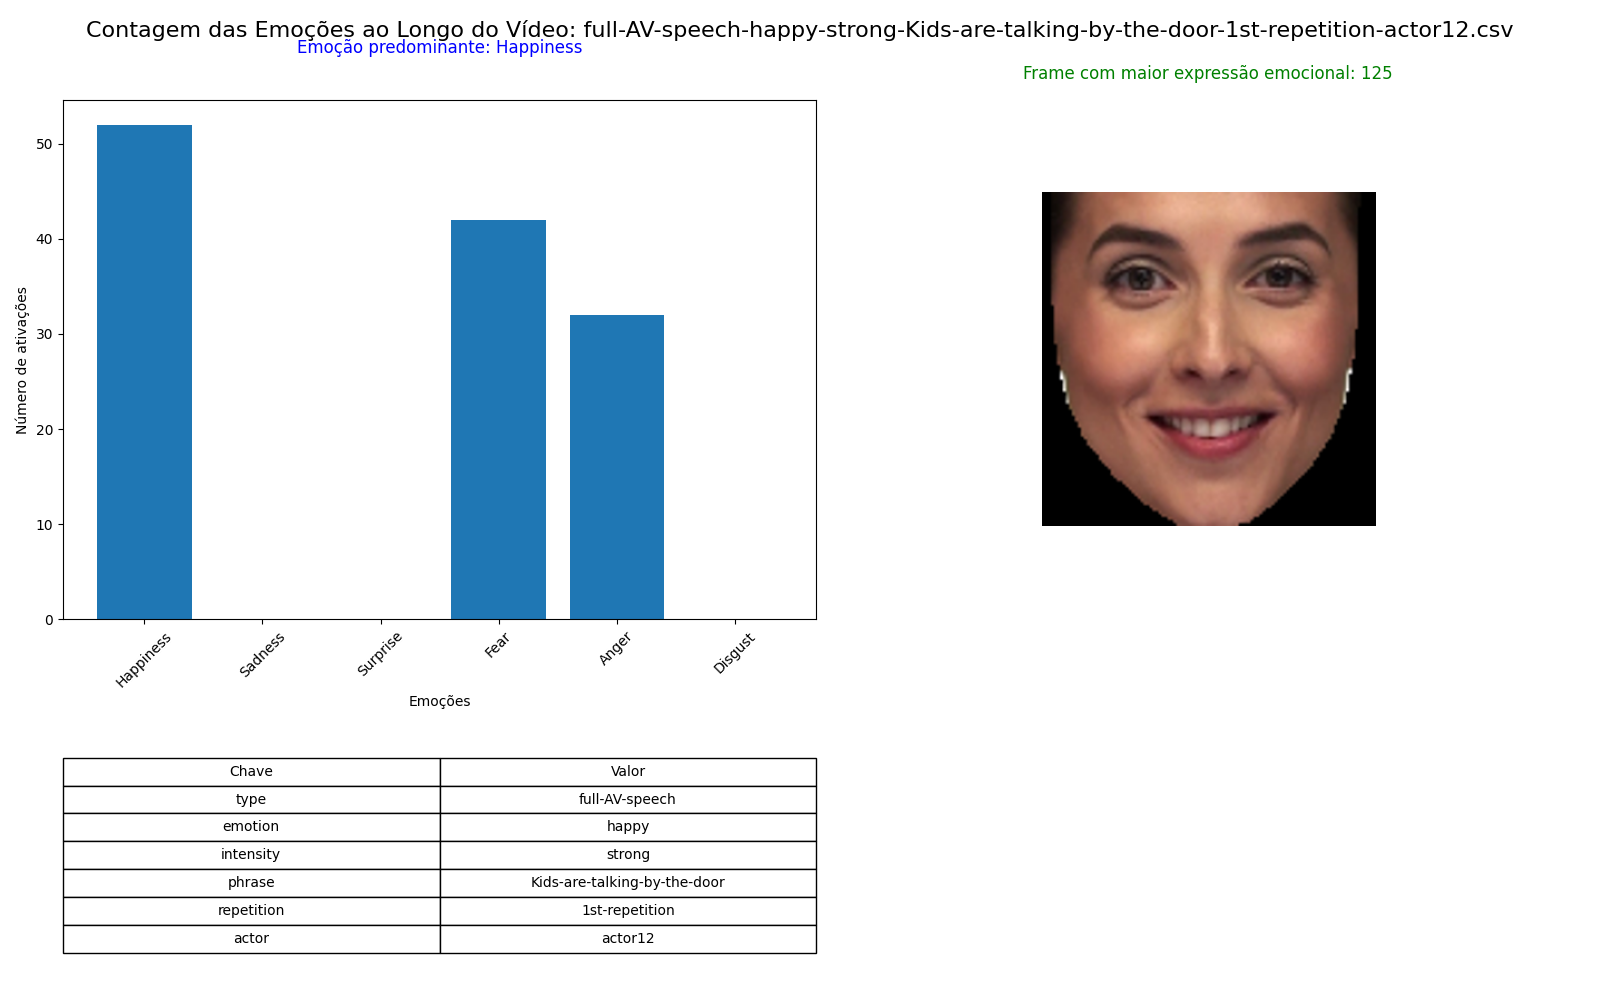 Contagem das Emoções ao Longo do Vídeo: full-AV-speech-happy-strong-Kids-are-talking-by-the-door-1st-repetition-actor12.csv
Emoção predominante: Happiness
Frame com maior expressão emocional: 125
Número de ativações
50
40
30
20
10
0
Happiness
Sadness
Surprise
Fear
Anger
Disgust
Emoções
Chave Valor
type full-AV-speech
emotion happy
intensity strong
phrase Kids-are-talking-by-the-door
repetition 1st-repetition
actor actor12